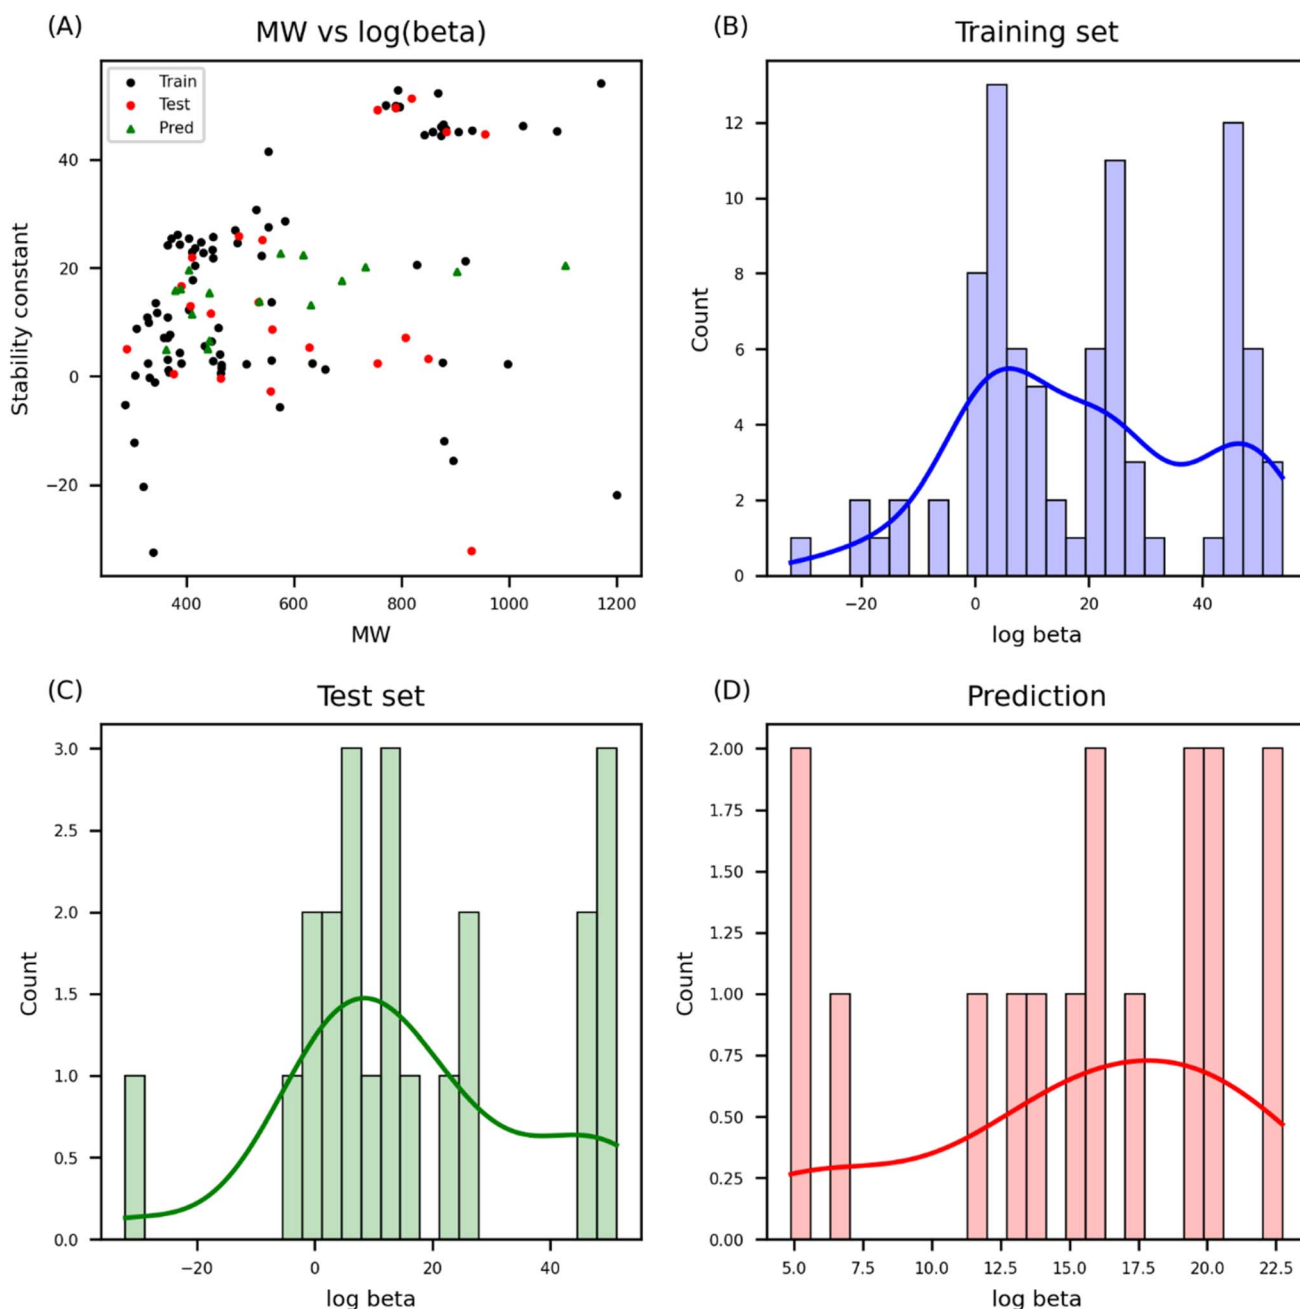 (A)
MW vs log(beta)
Train
Test
Pred
Stability constant
40
20
0
−20
400
600
800
1000
1200
MW
(B)
Training set
Count
12
10
8
6
4
2
0
−20
0
20
40
log beta
(C)
Test set
Count
3.0
2.5
2.0
1.5
1.0
0.5
0.0
−20
0
20
40
log beta
(D)
Prediction
Count
2.00
1.75
1.50
1.25
1.00
0.75
0.50
0.25
0.00
5.0
7.5
10.0
12.5
15.0
17.5
20.0
22.5
log beta